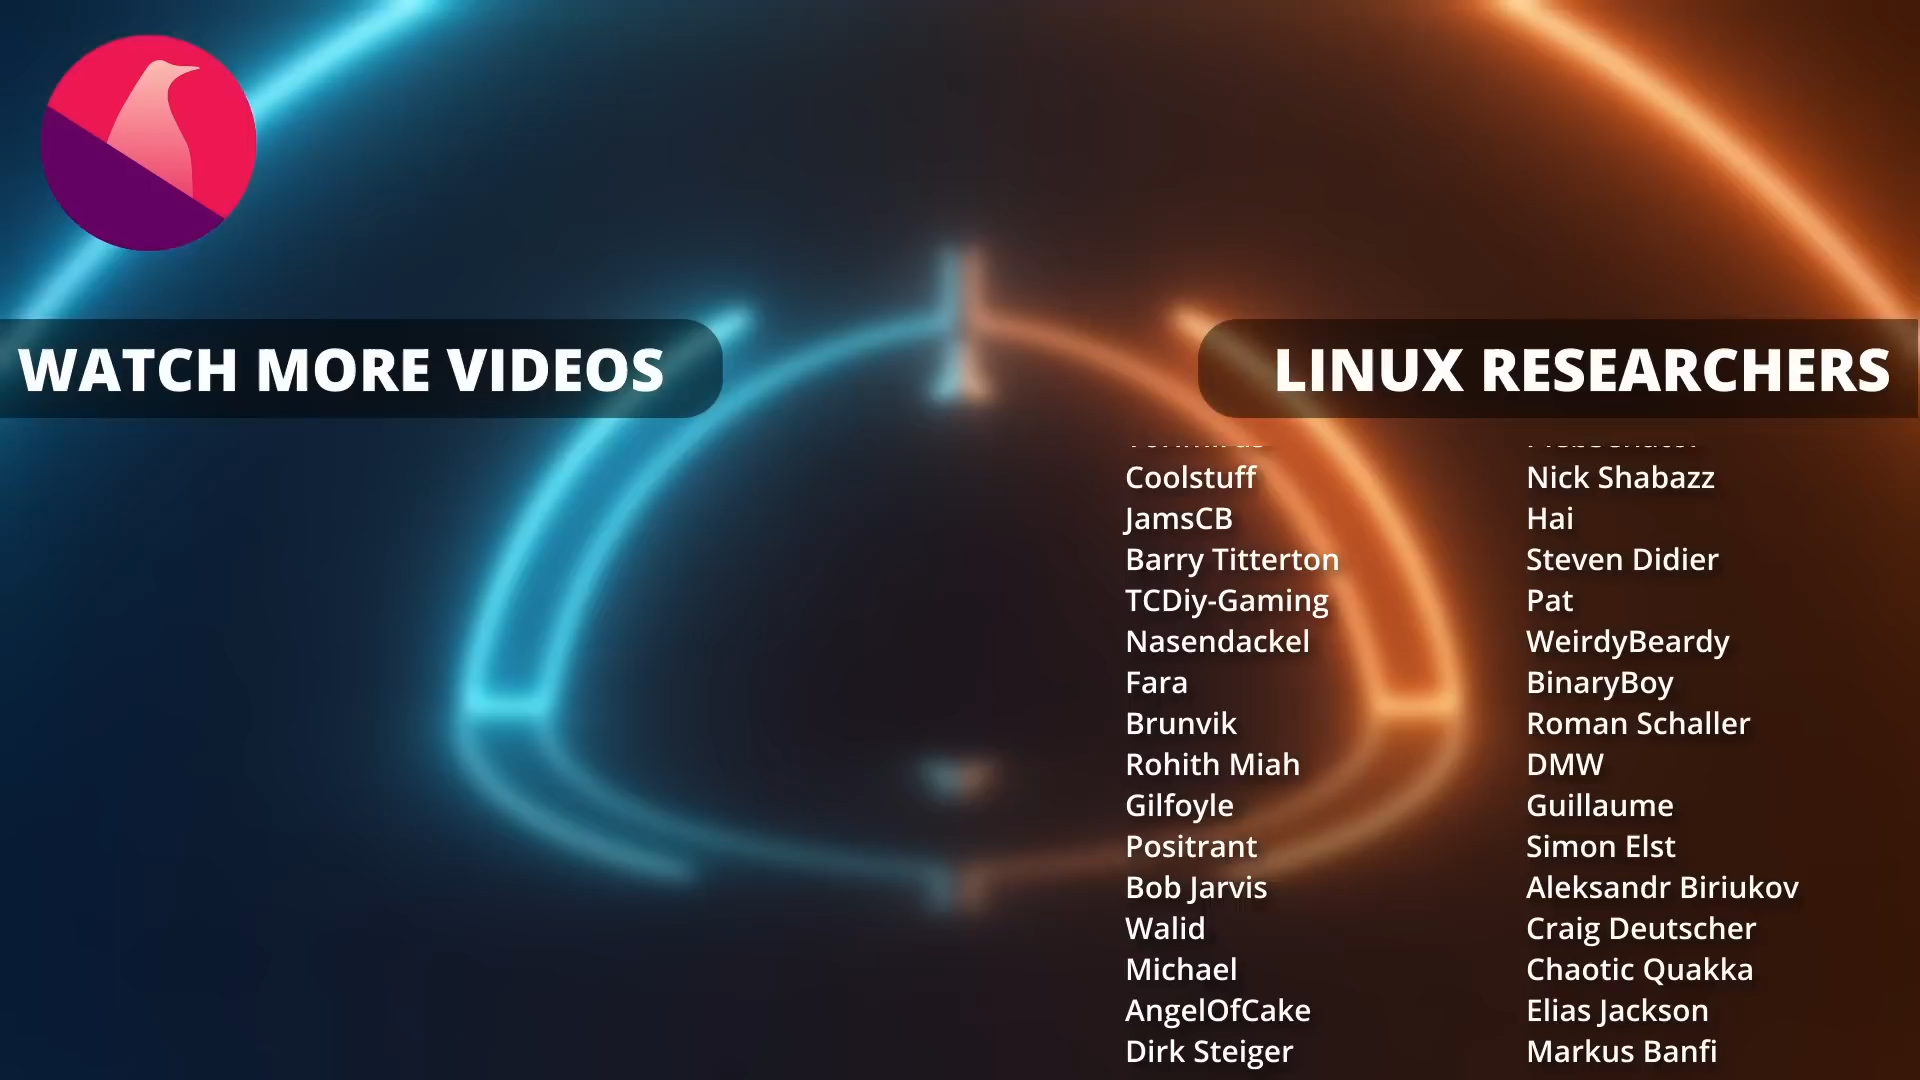 WATCH MORE VIDEOS
LINUX RESEARCHERS
Coolstuff
JamsCB
Barry Titterton
TCDiy-Gaming
Nasendackel
Fara
Brunvik
Rohith Miah
Gilfoyle
Positrant
Bob Jarvis
Walid
Michael
AngelOfCake
Dirk Steiger
Nick Shabazz
Hai
Steven Didier
Pat
WeirdyBeardy
BinaryBoy
Roman Schaller
DMW
Guillaume
Simon Elst
Aleksandr Biriukov
Craig Deutscher
Chaotic Quakka
Elias Jackson
Markus Banfi